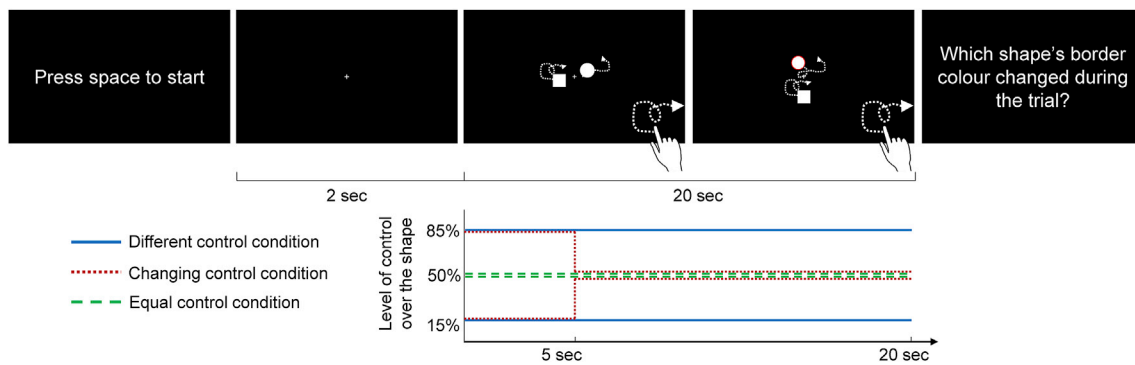 Press space to start
Which shape's border
colour changed during
the trial?
2 sec
20 sec
Different control condition
Changing control condition
Equal control condition
Level of control
over the shape
85%
50%
15%
5 sec
20 sec